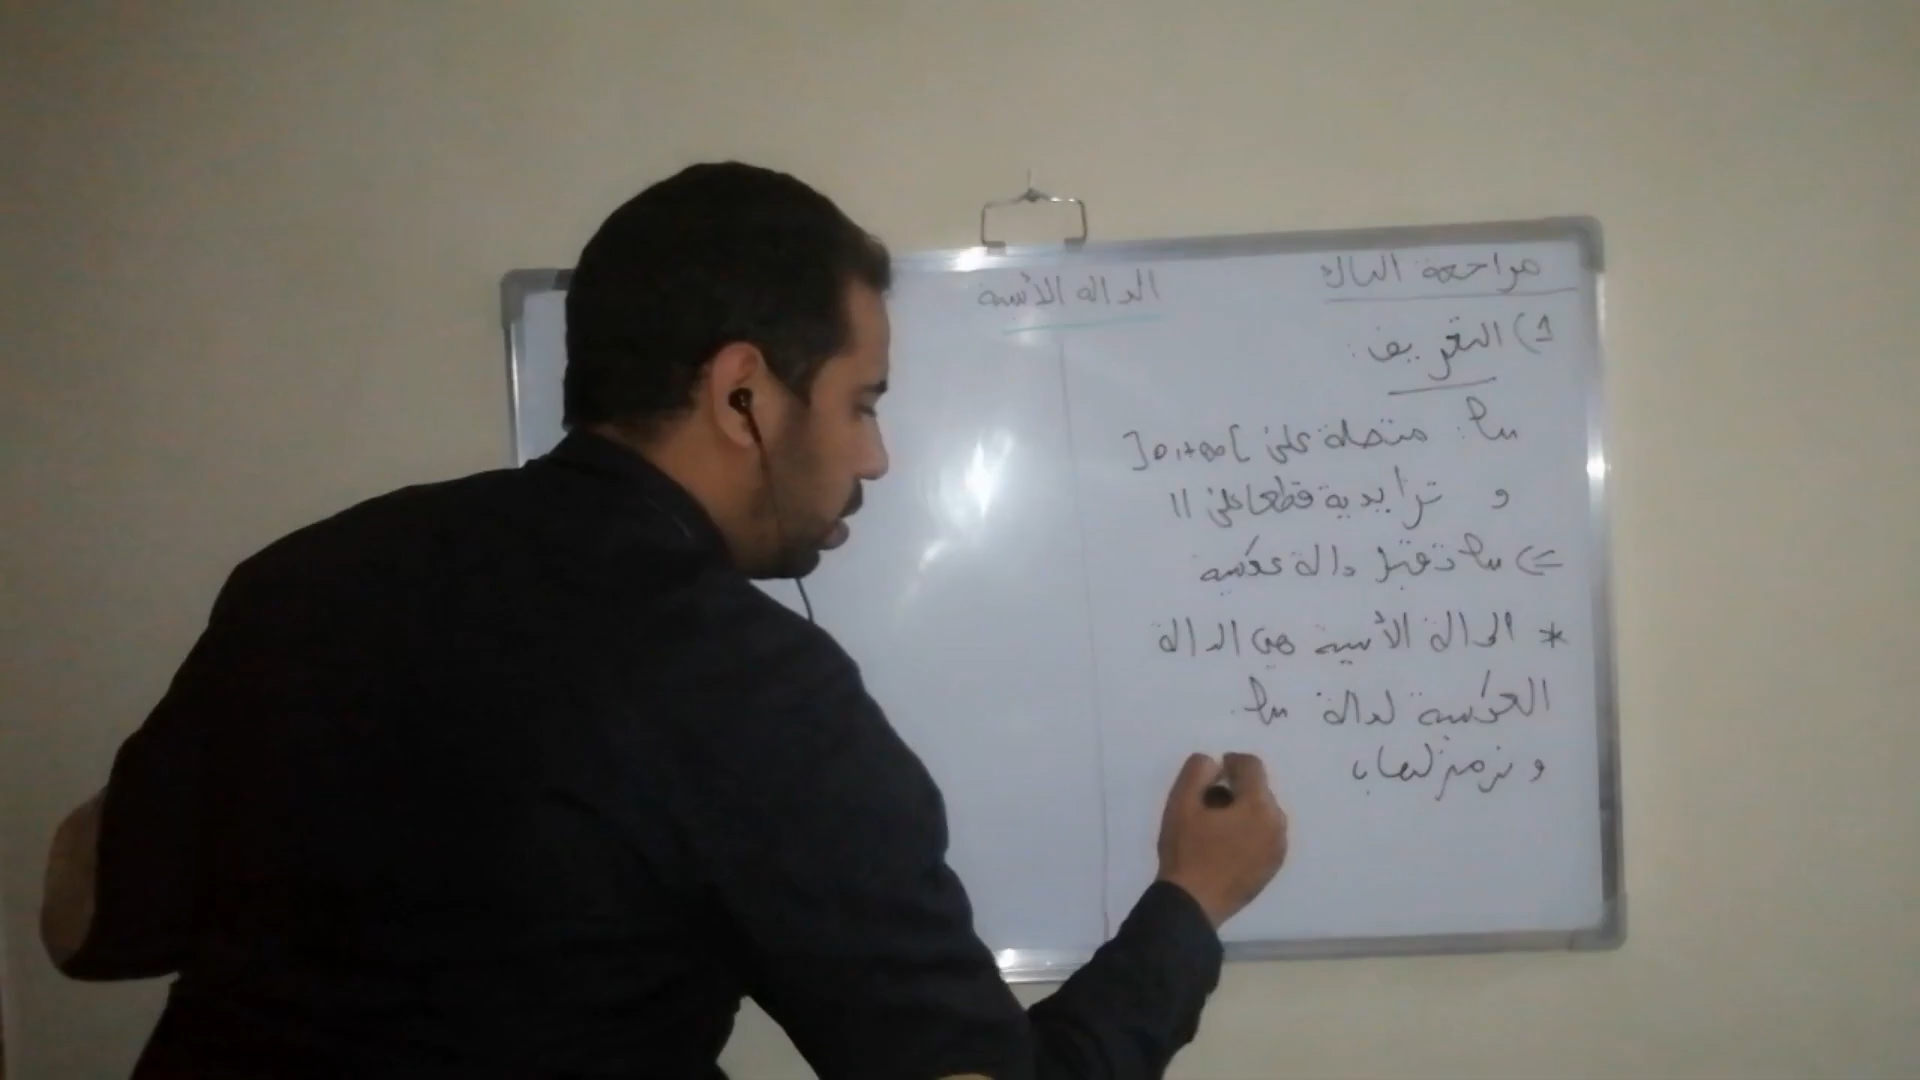 مراجعة الباك
الدالة الأسية
1) التعريف:
ln: متصلة على ]0,+∞[
و تزايدية قطعا على //
=> ln تقبل دالة عكسية
* الدالة الأسية هي الدالة
العكسية لدالة ln.
و نرمز لها ب